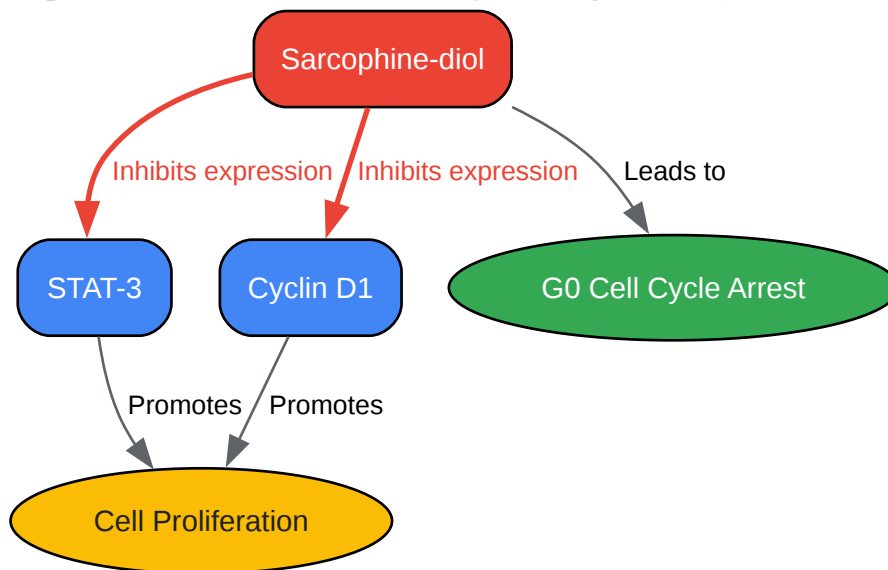 Sarcophine-diol
Inhibits expression
Inhibits expression
Leads to
STAT-3
Cyclin D1
G0 Cell Cycle Arrest
Promotes
Promotes
Cell Proliferation